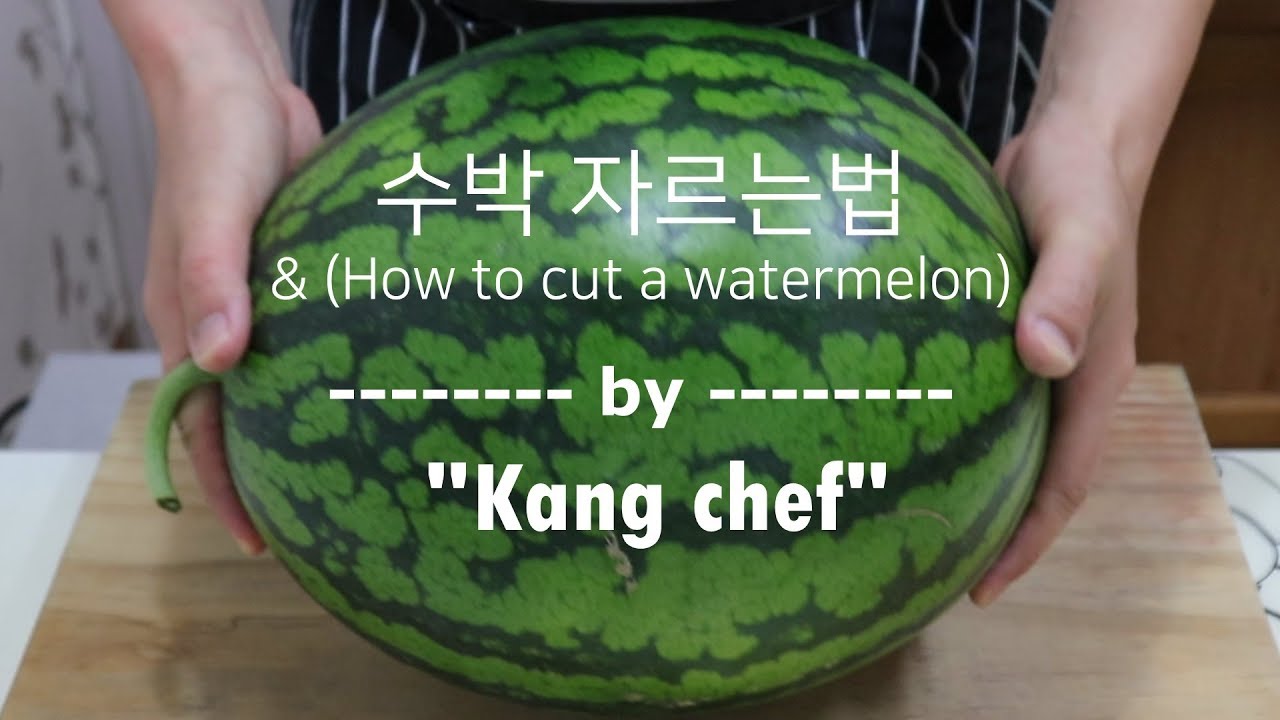 수박 자르는법
& (How to cut a watermelon)
-------- by --------
"Kang chef"